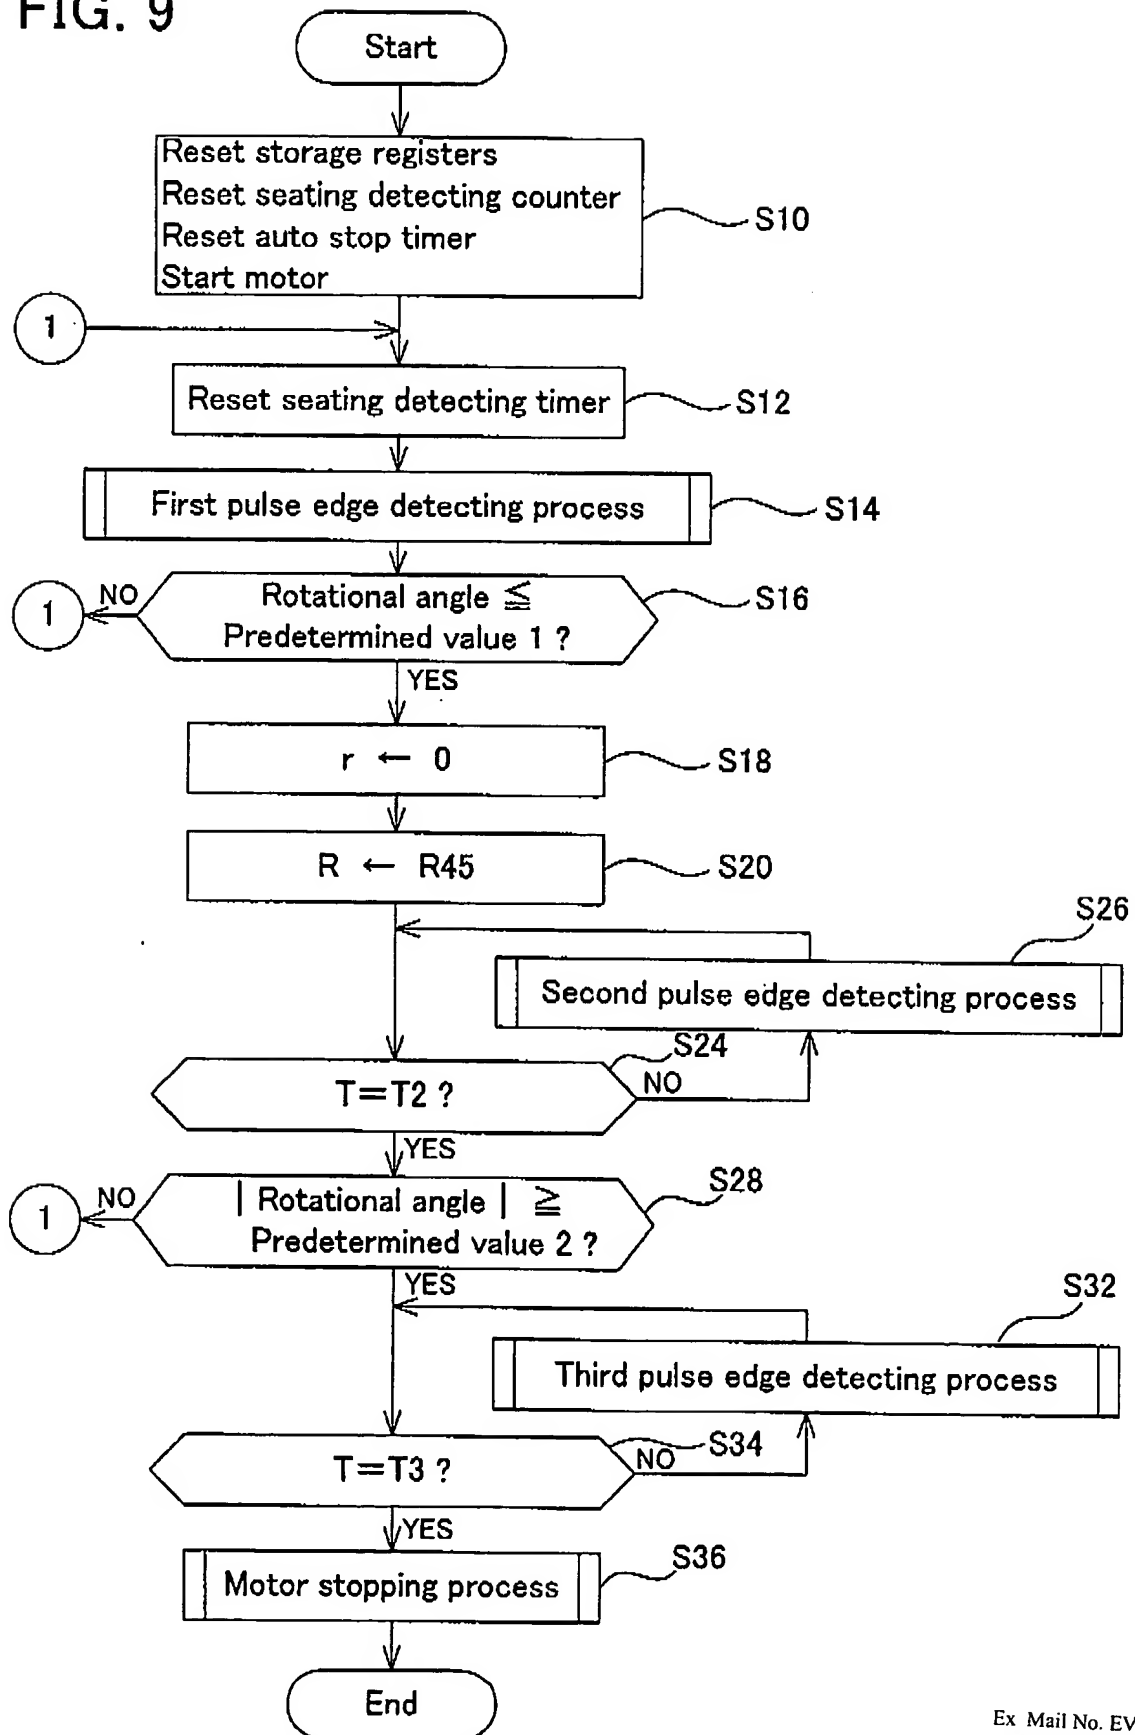 FIG. 9
Start
Reset storage registers
Reset seating detecting counter
Reset auto stop timer
Start motor
S10
1
Reset seating detecting timer
S12
First pulse edge detecting process
S14
1
NO
Rotational angle ≦
Predetermined value 1 ?
S16
YES
r ← 0
S18
R ← R45
S20
S26
Second pulse edge detecting process
S24
T=T2 ?
NO
YES
1
NO
| Rotational angle | ≧
Predetermined value 2 ?
S28
YES
S32
Third pulse edge detecting process
S34
T=T3 ?
NO
YES
Motor stopping process
S36
End
Ex Mail No. EV